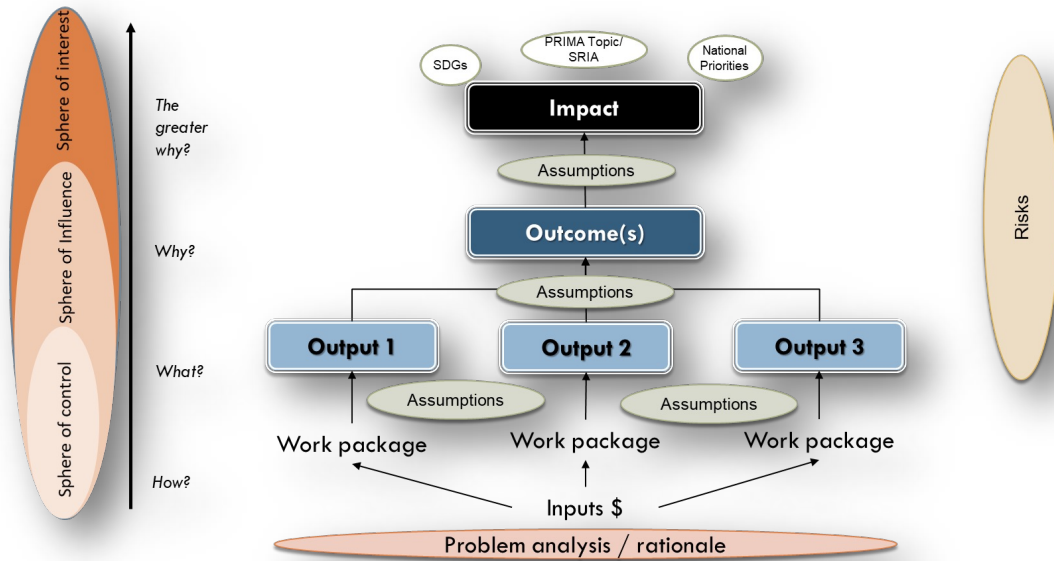 Sphere of interest
Sphere of Influence
Sphere of control
The
greater
why?
Why?
What?
How?
SDGs
PRIMA Topic/
SRIA
National
Priorities
Impact
Assumptions
Outcome(s)
Assumptions
Output 1
Output 2
Output 3
Assumptions
Assumptions
Work package
Work package
Work package
Inputs $
Problem analysis / rationale
Risks